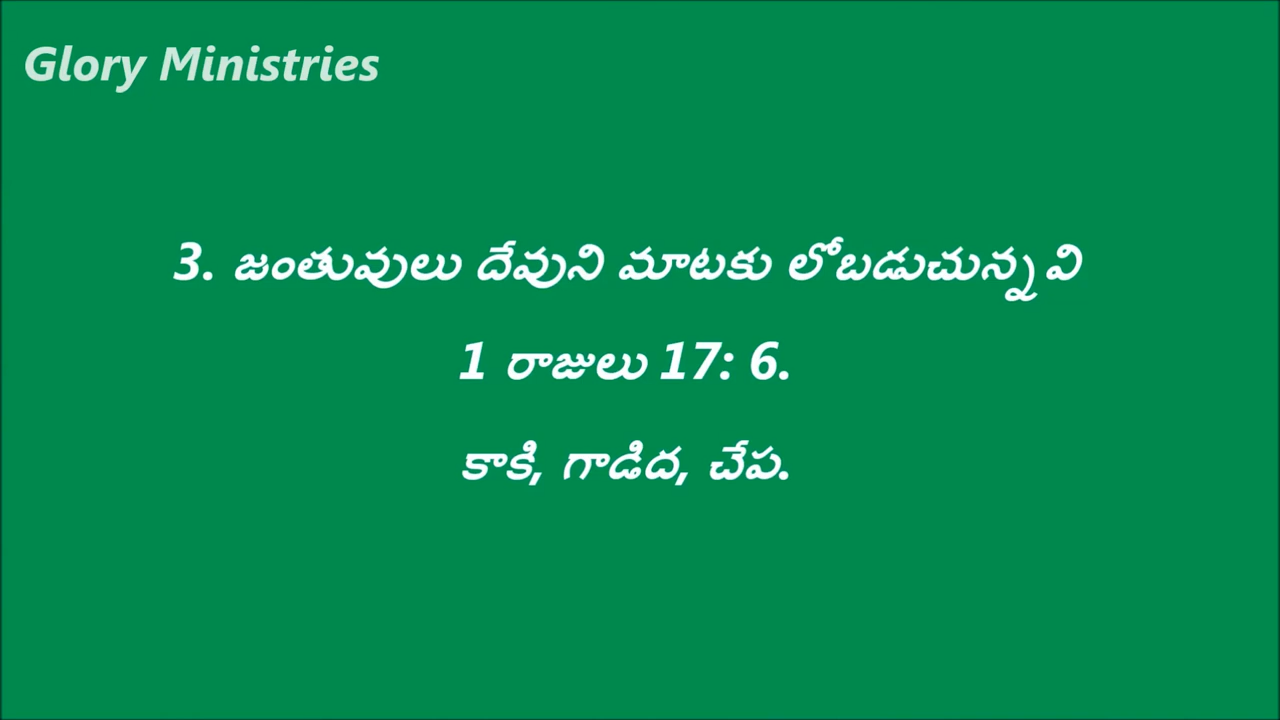 Glory Ministries
3. జంతువులు దేవుని మాటకు లోబడుచున్నవి
1 రాజులు 17: 6.
కాకి, గాడిద, చేప.